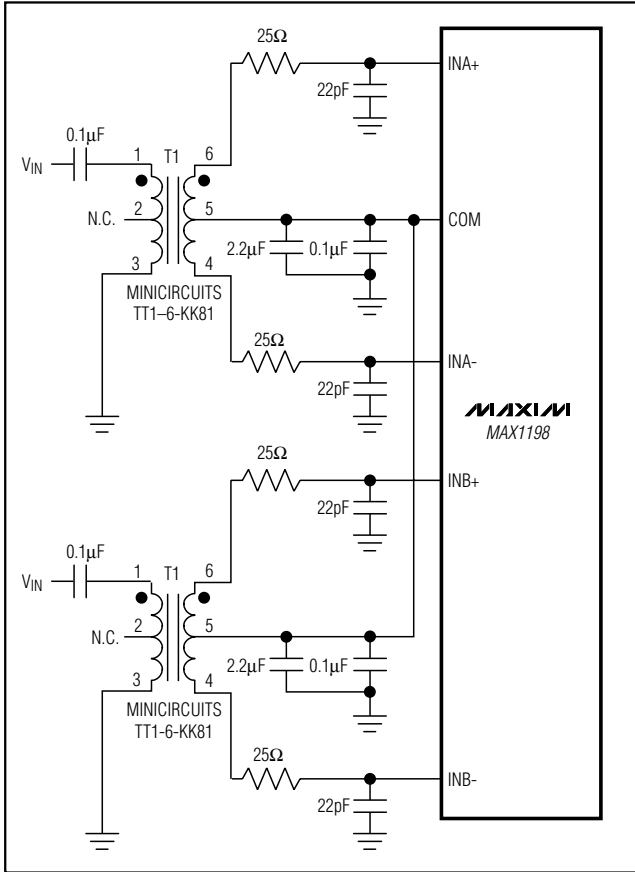 25Ω
INA+
22pF
0.1µF
VIN
1
T1
6
N.C.
2
5
COM
2.2µF
0.1µF
3
4
MINICIRCUITS
TT1–6-KK81
25Ω
INA-
22pF
MAXIM
MAX1198
25Ω
INB+
22pF
0.1µF
VIN
1
T1
6
N.C.
2
5
2.2µF
0.1µF
3
4
MINICIRCUITS
TT1-6-KK81
25Ω
INB-
22pF